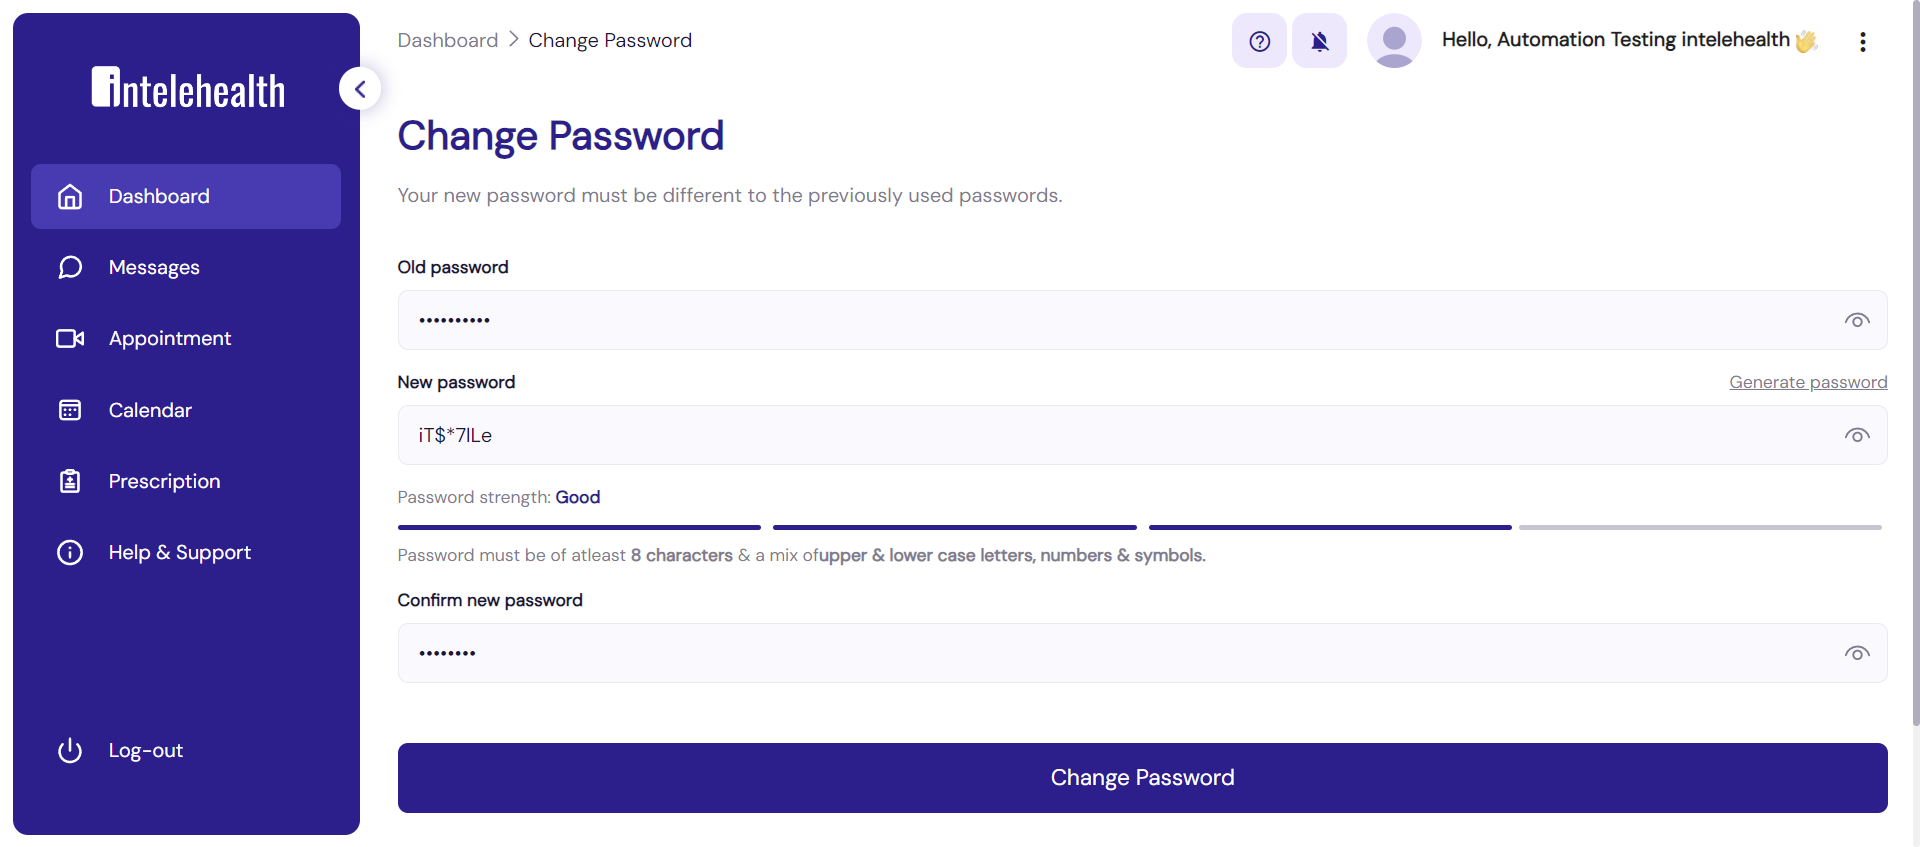 intelehealth
Dashboard
Messages
Appointment
Calendar
Prescription
Help & Support
Log-out
Dashboard > Change Password
Hello, Automation Testing intelehealth 👋
Change Password
Your new password must be different to the previously used passwords.
Old password
••••••••••
New password
Generate password
iT$*7lLe
Password strength: Good
Password must be of atleast 8 characters & a mix ofupper & lower case letters, numbers & symbols.
Confirm new password
••••••••
Change Password